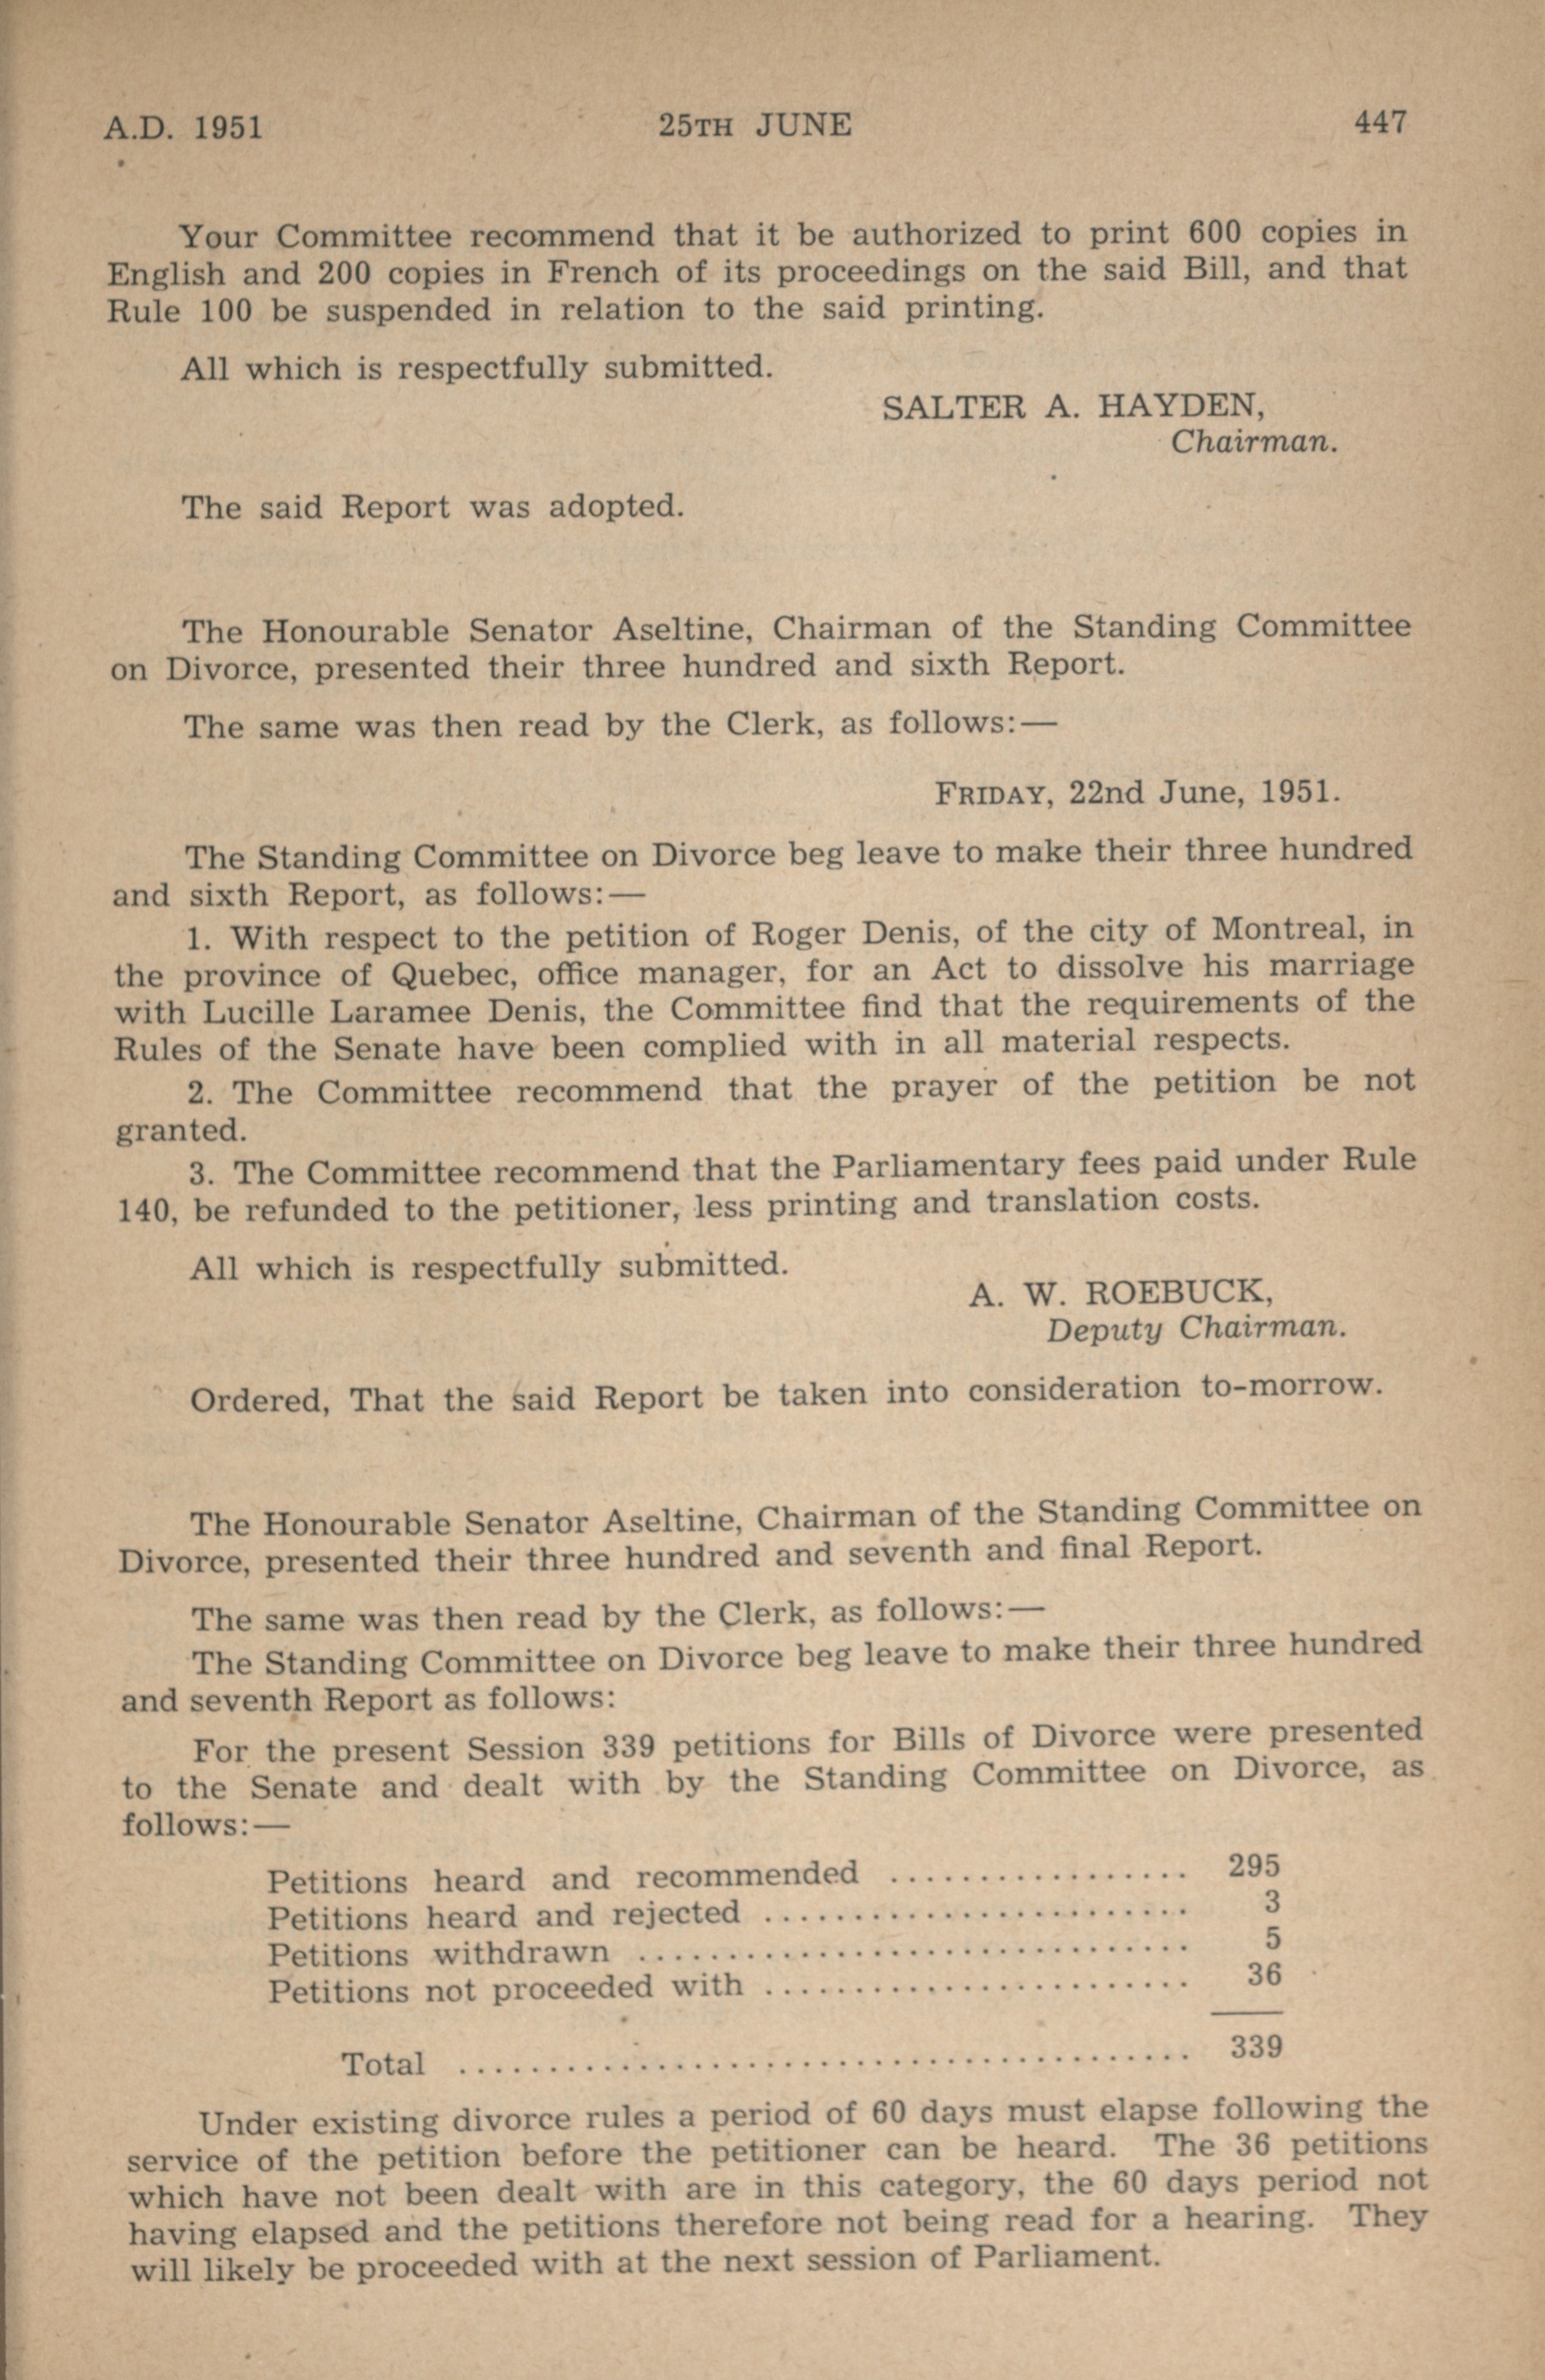 A.D. 1951 25TH JUNE 447
Your Committee recommend that it be authorized to print 600 copies in
English and 200 copies in French of its proceedings on the said Bill, and that
Rule 100 be suspended in relation to the said printing.
All which is respectfully submitted.
SALTER A. HAYDEN,
Chairman.
The said Report was adopted.
The Honourable Senator Aseltine, Chairman of the Standing Committee
on Divorce, presented their three hundred and sixth Report.
The same was then read by the Clerk, as follows:—
FRIDAY, 22nd June, 1951.
The Standing Committee on Divorce beg leave to make their three hundred
and sixth Report, as follows:—
1. With respect to the petition of Roger Denis, of the city of Montreal, in
the province of Quebec, office manager, for an Act to dissolve his marriage
with Lucille Laramee Denis, the Committee find that the requirements of the
Rules of the Senate have been complied with in all material respects.
2. The Committee recommend that the prayer of the petition be not
granted.
3. The Committee recommend that the Parliamentary fees paid under Rule
140, be refunded to the petitioner, less printing and translation costs.
All which is respectfully submitted.
A. W. ROEBUCK,
Deputy Chairman.
Ordered, That the said Report be taken into consideration to-morrow.
The Honourable Senator Aseltine, Chairman of the Standing Committee on
Divorce, presented their three hundred and seventh and final Report.
The same was then read by the Clerk, as follows:—
The Standing Committee on Divorce beg leave to make their three hundred
and seventh Report as follows:
For the present Session 339 petitions for Bills of Divorce were presented
to the Senate and dealt with by the Standing Committee on Divorce, as
follows:—
Petitions heard and recommended ................. 295
Petitions heard and rejected ........................ 3
Petitions withdrawn ............................... 5
Petitions not proceeded with ........................ 36
Total ......................................... 339
Under existing divorce rules a period of 60 days must elapse following the
service of the petition before the petitioner can be heard. The 36 petitions
which have not been dealt with are in this category, the 60 days period not
having elapsed and the petitions therefore not being read for a hearing. They
will likely be proceeded with at the next session of Parliament.